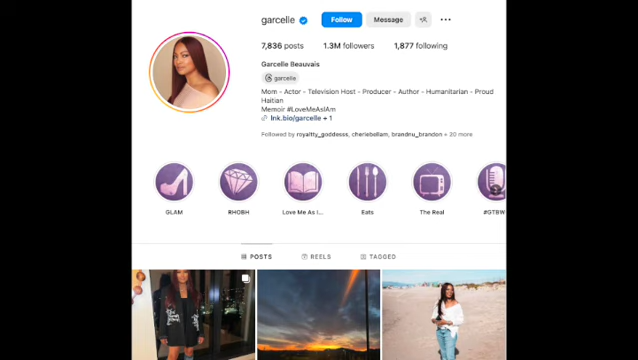 garcelle Follow Message
7,836 posts 1.3M followers 1,877 following
Garcelle Beauvais
garcelle
Mom - Actor - Television Host - Producer - Author - Humanitarian - Proud
Haitian
Memoir #LoveMeAsIAm
lnk.bio/garcelle + 1
Followed by royaltty_goddesss, cheriebellam, brandnu_brandon + 20 more
GLAM RHOBH Love Me As I... Eats The Real #GTBW
POSTS REELS TAGGED